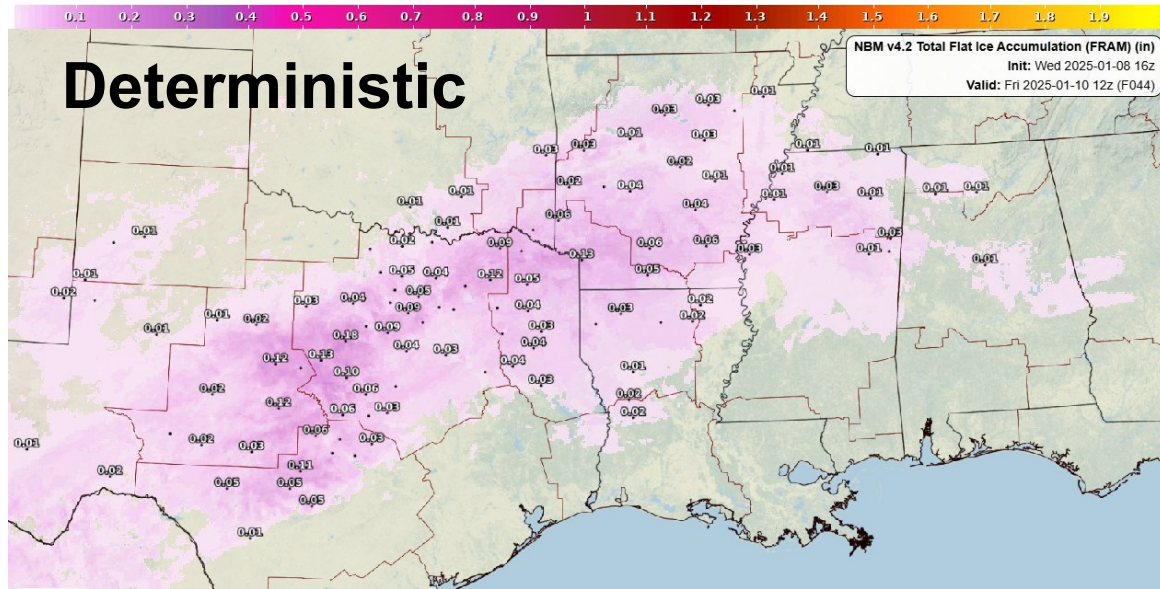 0.1 0.2 0.3 0.4 0.5 0.6 0.7 0.8 0.9 1 1.1 1.2 1.3 1.4 1.5 1.6 1.7 1.8 1.9
NBM v4.2 Total Flat Ice Accumulation (FRAM) (in)
Init: Wed 2025-01-08 16z
Valid: Fri 2025-01-10 12z (F044)
Deterministic
0.01
0.03 0.03
0.01 0.03
0.03 0.03 0.01 0.01
0.02 0.01
0.02 0.04 0.01 0.01 0.03 0.01 0.01 0.01
0.01 0.01 0.04
0.01 0.06
0.01 0.02 0.09 0.06 0.06 0.03 0.03 0.01
0.13 0.01
0.01 0.05 0.04 0.12 0.05 0.05
0.02 0.03 0.04 0.05 0.02
0.01 0.02 0.09 0.04 0.03 0.02
0.01 0.18 0.09 0.03
0.12 0.13 0.04 0.03 0.04
0.10 0.04 0.01
0.02 0.06 0.03 0.02
0.12 0.06 0.03 0.02
0.01 0.02 0.03 0.06 0.03
0.02 0.11
0.05 0.05
0.05
0.01